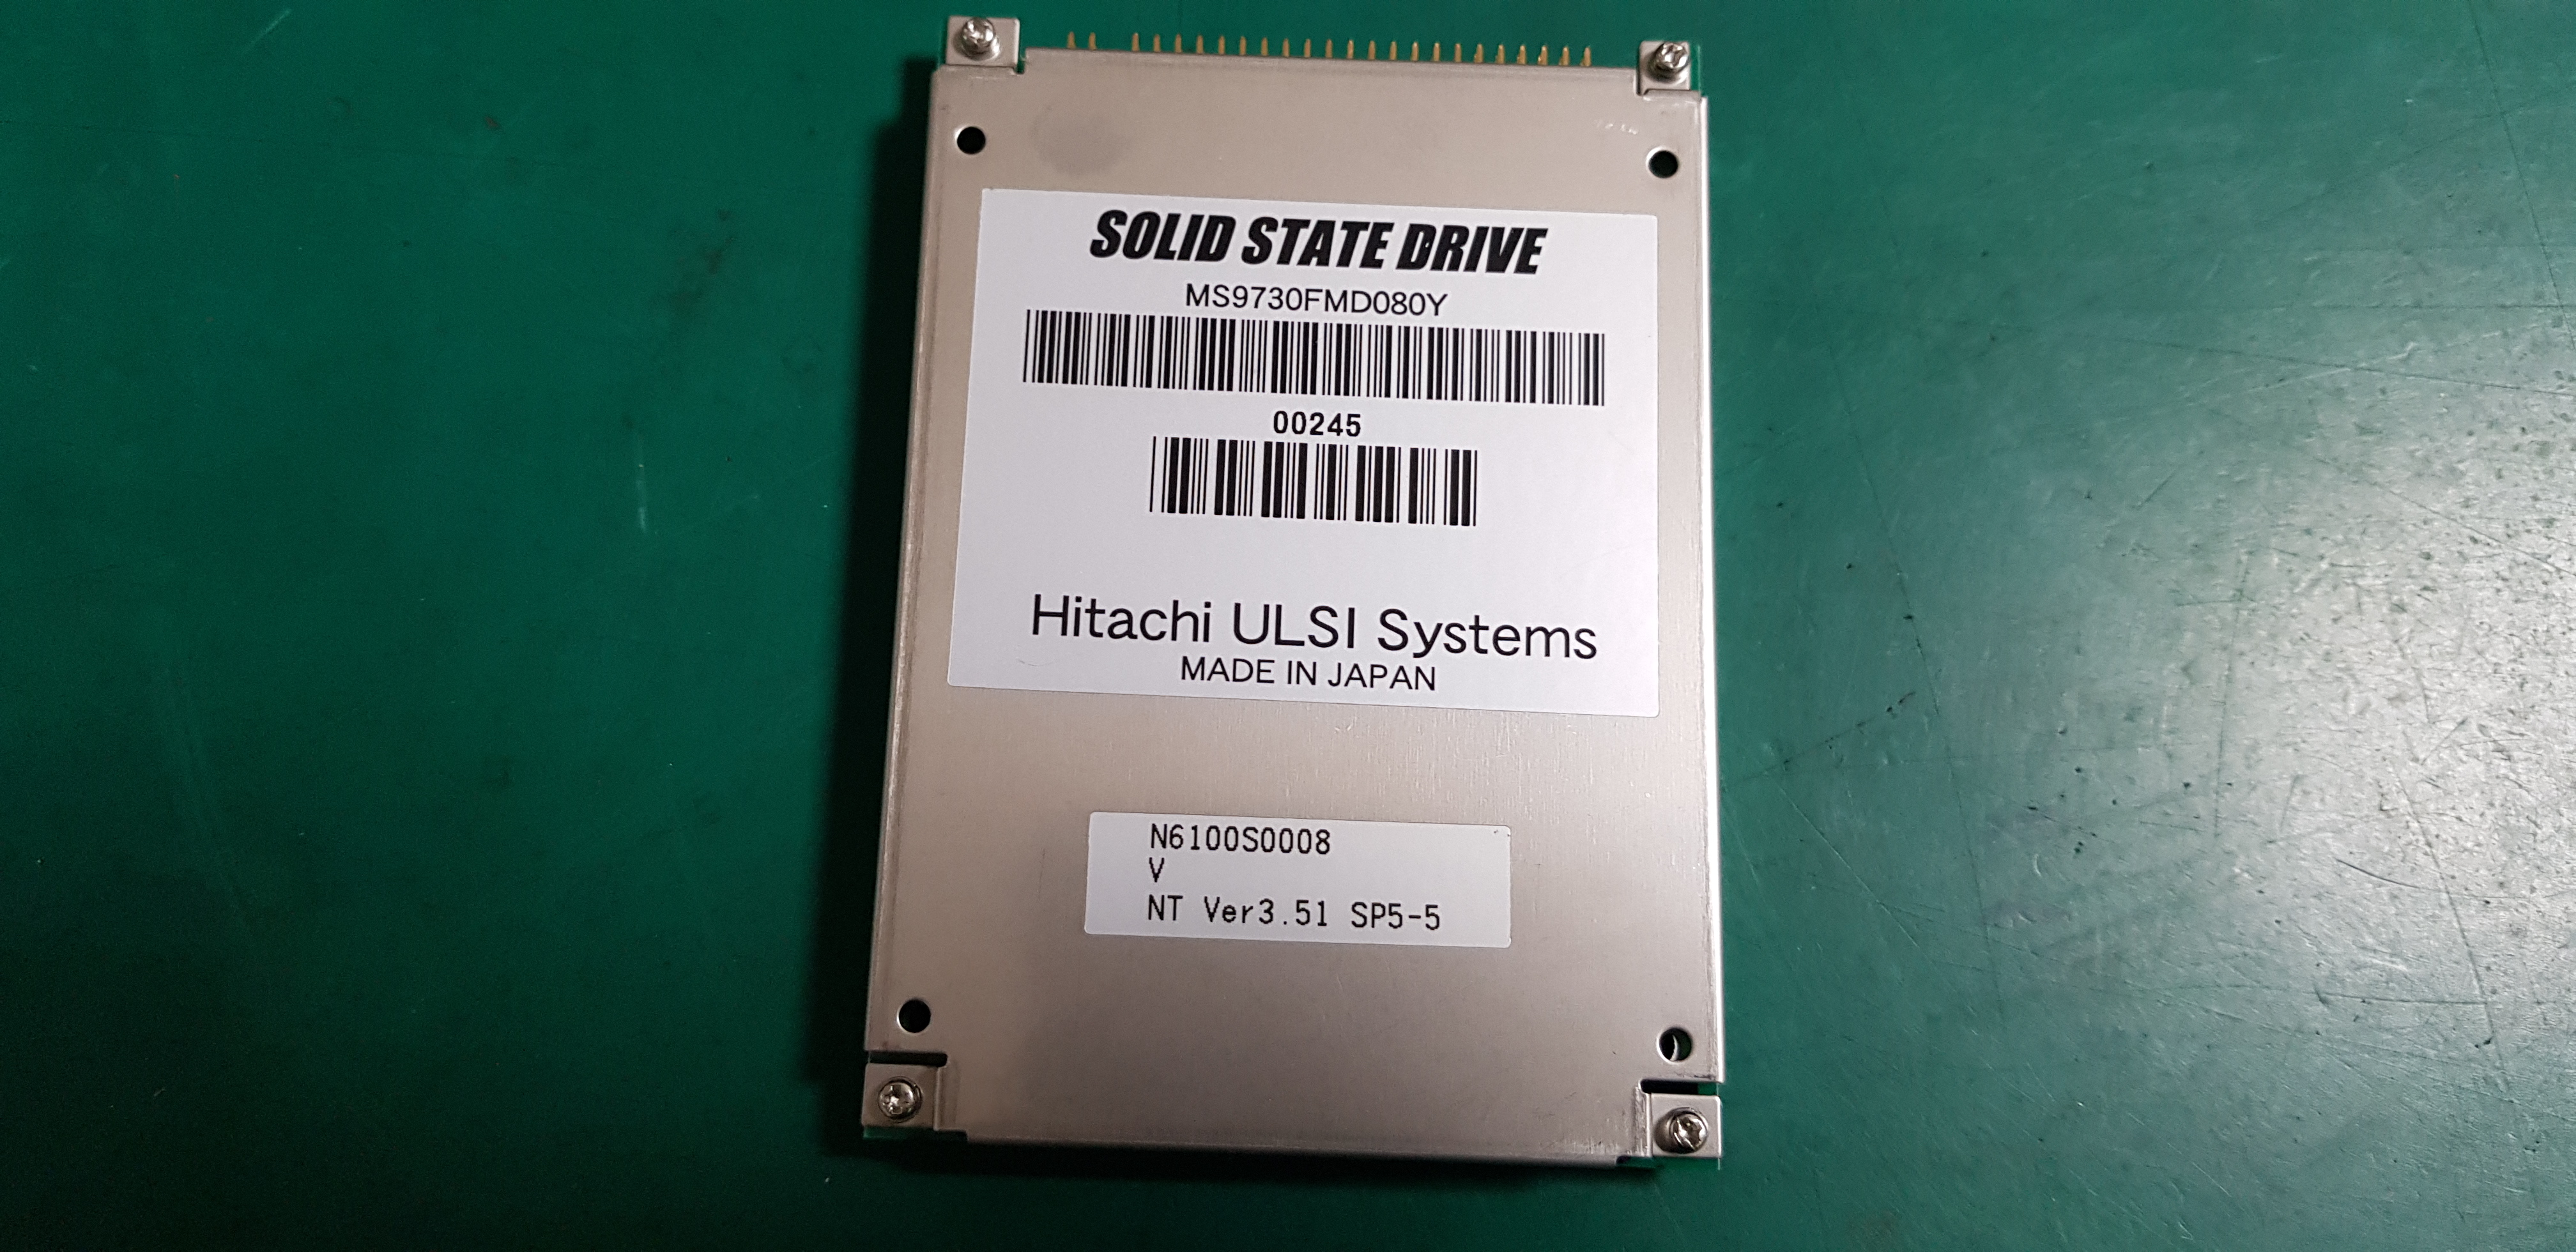 SOLID STATE DRIVE
MS9730FMD080Y
00245
Hitachi ULSI Systems
MADE IN JAPAN
N6100S0008
V
NT Ver3.51 SP5-5